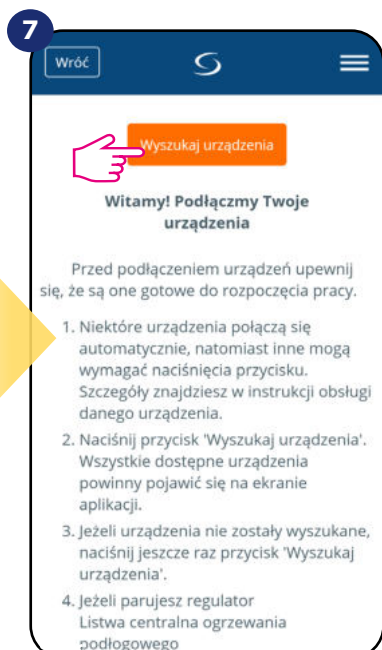 7
Wróć
Wyszukaj urządzenia
Witamy! Podłączmy Twoje
urządzenia
Przed podłączeniem urządzeń upewnij
się, że są one gotowe do rozpoczęcia pracy.
1. Niektóre urządzenia połączą się
automatycznie, natomiast inne mogą
wymagać naciśnięcia przycisku.
Szczegóły znajdziesz w instrukcji obsługi
danego urządzenia.
2. Naciśnij przycisk 'Wyszukaj urządzenia'.
Wszystkie dostępne urządzenia
powinny pojawić się na ekranie
aplikacji.
3. Jeżeli urządzenia nie zostały wyszukane,
naciśnij jeszcze raz przycisk 'Wyszukaj
urządzenia'.
4. Jeżeli parujesz regulator
Listwa centralna ogrzewania
podłogowego